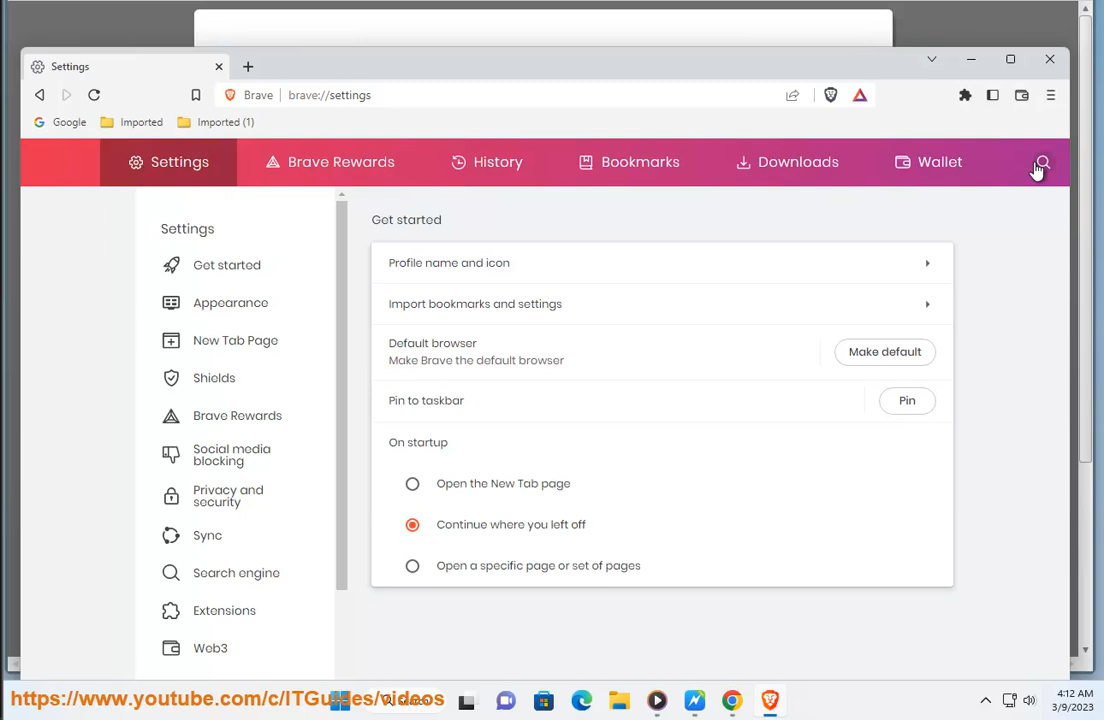 Settings
Brave brave://settings
Google Imported Imported (1)
Settings Brave Rewards History Bookmarks Downloads Wallet
Settings
Get started
Appearance
New Tab Page
Shields
Brave Rewards
Social media
blocking
Privacy and
security
Sync
Search engine
Extensions
Web3
Get started
Profile name and icon
Import bookmarks and settings
Default browser
Make Brave the default browser
Make default
Pin to taskbar
Pin
On startup
Open the New Tab page
Continue where you left off
Open a specific page or set of pages
https://www.youtube.com/c/ITGuides/videos
4:12 AM
3/9/2023